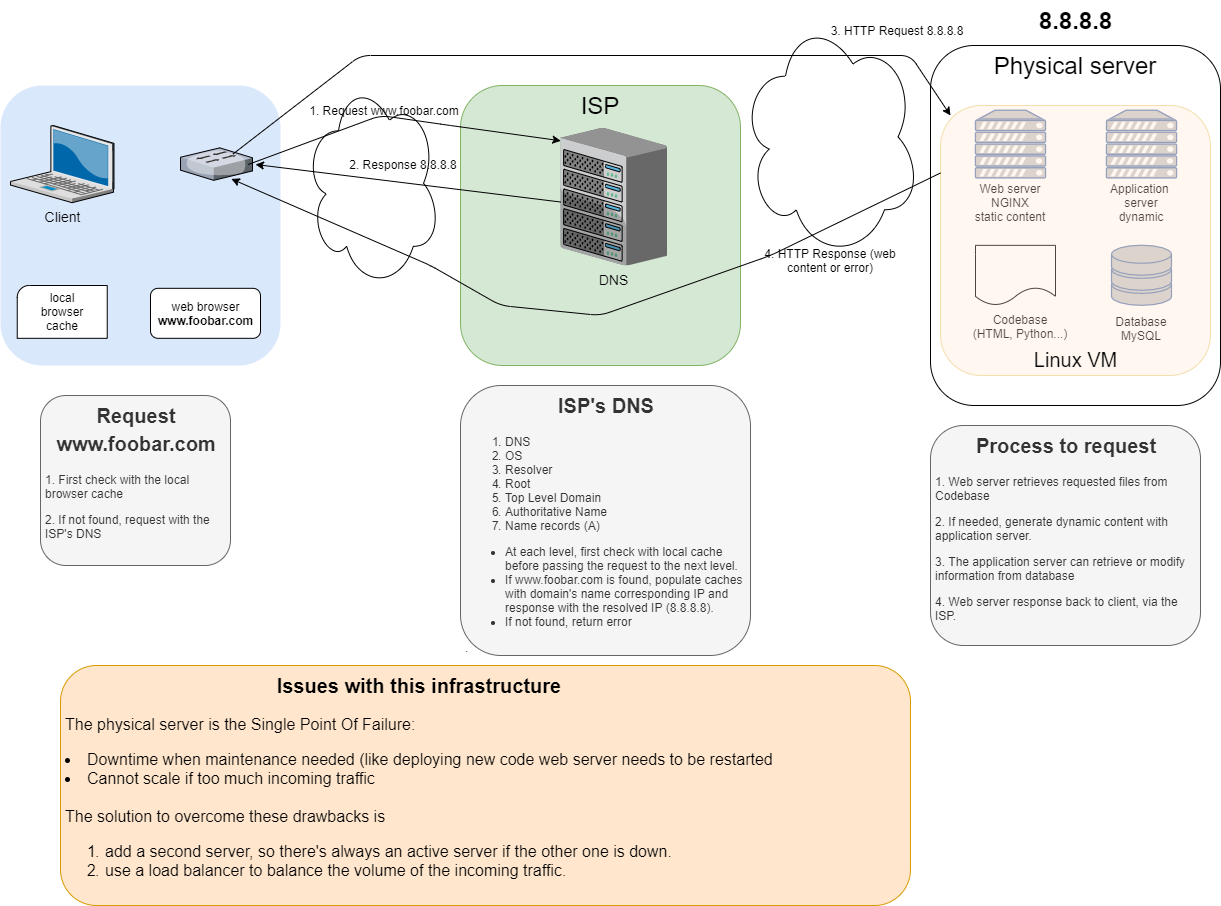 8.8.8.8
3. HTTP Request 8.8.8.8
Physical server
ISP
1. Request www.foobar.com
2. Response 8.8.8.8
Client
DNS
Web server
NGINX
static content
Application
server
dynamic
4. HTTP Response (web
content or error)
local
browser
cache
web browser
www.foobar.com
Codebase
(HTML, Python...)
Database
MySQL
Linux VM
Request
www.foobar.com
1. First check with the local
browser cache
2. If not found, request with the
ISP's DNS
ISP's DNS
1. DNS
2. OS
3. Resolver
4. Root
5. Top Level Domain
6. Authoritative Name
7. Name records (A)
• At each level, first check with local cache
before passing the request to the next level.
• If www.foobar.com is found, populate caches
with domain's name corresponding IP and
response with the resolved IP (8.8.8.8).
• If not found, return error
Process to request
1. Web server retrieves requested files from
Codebase
2. If needed, generate dynamic content with
application server.
3. The application server can retrieve or modify
information from database
4. Web server response back to client, via the
ISP.
Issues with this infrastructure
The physical server is the Single Point Of Failure:
• Downtime when maintenance needed (like deploying new code web server needs to be restarted
• Cannot scale if too much incoming traffic
The solution to overcome these drawbacks is
1. add a second server, so there's always an active server if the other one is down.
2. use a load balancer to balance the volume of the incoming traffic.